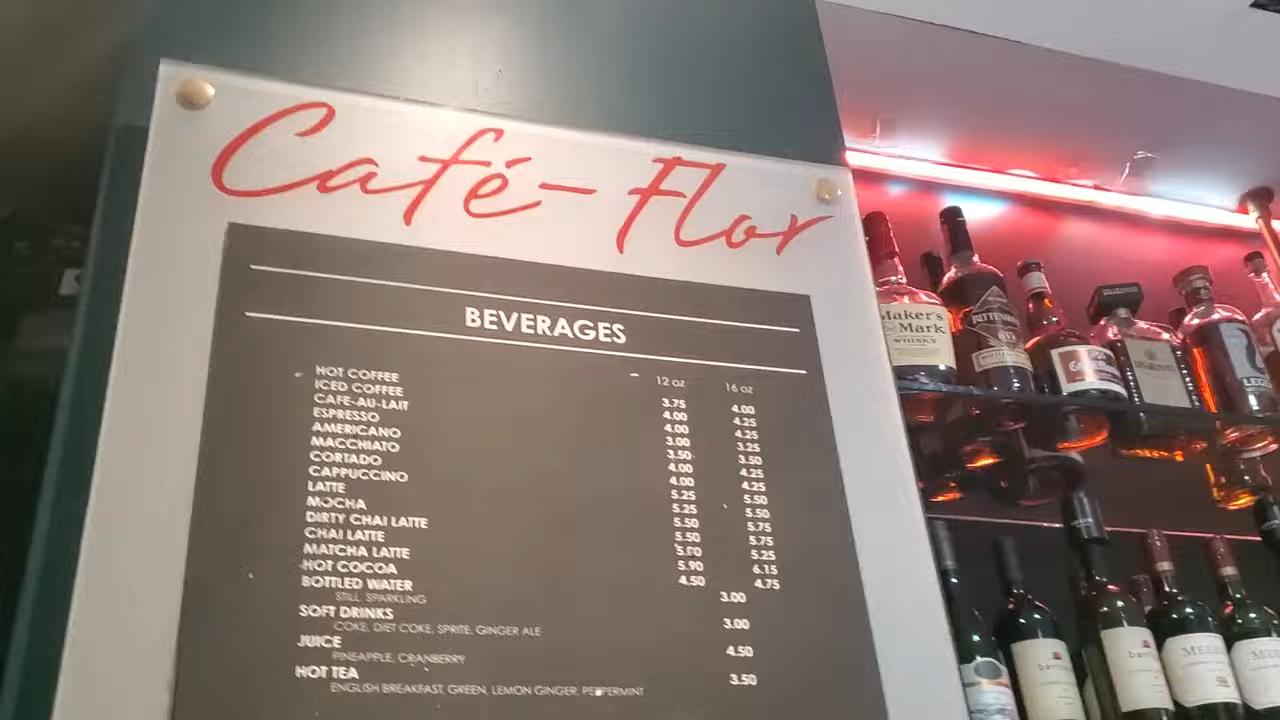 Café-Flor
BEVERAGES
12 oz 16 oz
HOT COFFEE 3.75 4.00
ICED COFFEE 4.00 4.25
CAFE-AU-LAIT 4.00 4.25
ESPRESSO 3.00 3.25
AMERICANO 3.50 3.50
MACCHIATO 4.00 4.25
CORTADO 4.00 4.25
CAPPUCCINO 5.25 5.50
LATTE 5.25 5.50
MOCHA 5.50 5.75
DIRTY CHAI LATTE 5.50 5.75
CHAI LATTE 5.00 5.25
MATCHA LATTE 5.90 6.15
HOT COCOA 4.50 4.75
BOTTLED WATER 3.00
STILL, SPARKLING
SOFT DRINKS 3.00
COKE, DIET COKE, SPRITE, GINGER ALE
JUICE 4.50
PINEAPPLE, CRANBERRY
HOT TEA 3.50
ENGLISH BREAKFAST, GREEN, LEMON GINGER, PEPPERMINT
Maker's
Mark
WHISKY